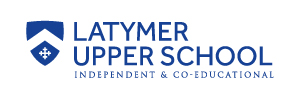 LATYMER
UPPER SCHOOL
INDEPENDENT & CO-EDUCATIONAL